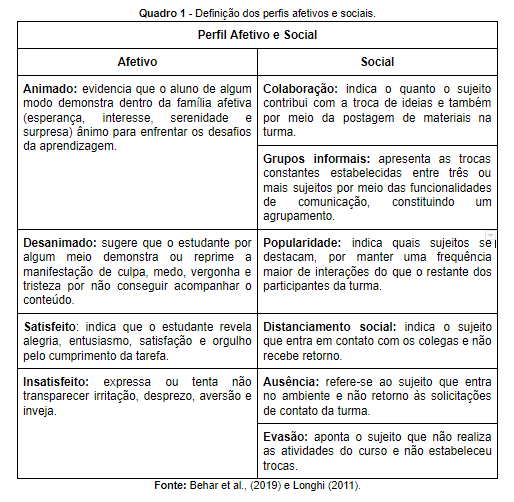 Quadro 1 - Definição dos perfis afetivos e sociais.
Perfil Afetivo e Social
Afetivo
Social
Animado: evidencia que o aluno de algum
modo demonstra dentro da família afetiva
(esperança, interesse, serenidade e
surpresa) ânimo para enfrentar os desafios
da aprendizagem.
Colaboração: indica o quanto o sujeito
contribui com a troca de ideias e também
por meio da postagem de materiais na
turma.
Grupos informais: apresenta as trocas
constantes estabelecidas entre três ou
mais sujeitos por meio das funcionalidades
de comunicação, constituindo um
agrupamento.
Desanimado: sugere que o estudante por
algum meio demonstra ou reprime a
manifestação de culpa, medo, vergonha e
tristeza por não conseguir acompanhar o
conteúdo.
Popularidade: indica quais sujeitos se
destacam, por manter uma frequência
maior de interações do que o restante dos
participantes da turma.
Satisfeito: indica que o estudante revela
alegria, entusiasmo, satisfação e orgulho
pelo cumprimento da tarefa.
Distanciamento social: indica o sujeito
que entra em contato com os colegas e não
recebe retorno.
Insatisfeito: expressa ou tenta não
transparecer irritação, desprezo, aversão e
inveja.
Ausência: refere-se ao sujeito que entra
no ambiente e não retorno às solicitações
de contato da turma.
Evasão: aponta o sujeito que não realiza
as atividades do curso e não estabeleceu
trocas.
Fonte: Behar et al., (2019) e Longhi (2011).